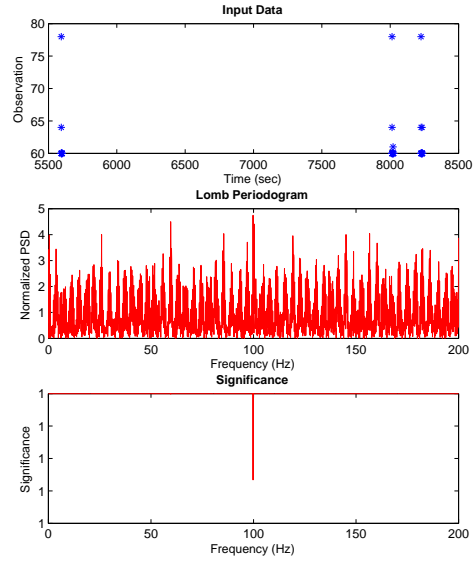 Input Data
80
75
70
65
60
Observation
5500 6000 6500 7000 7500 8000 8500
Time (sec)
Lomb Periodogram
5
4
3
2
1
0
Normalized PSD
0 50 100 150 200
Frequency (Hz)
Significance
1
1
1
1
1
Significance
0 50 100 150 200
Frequency (Hz)